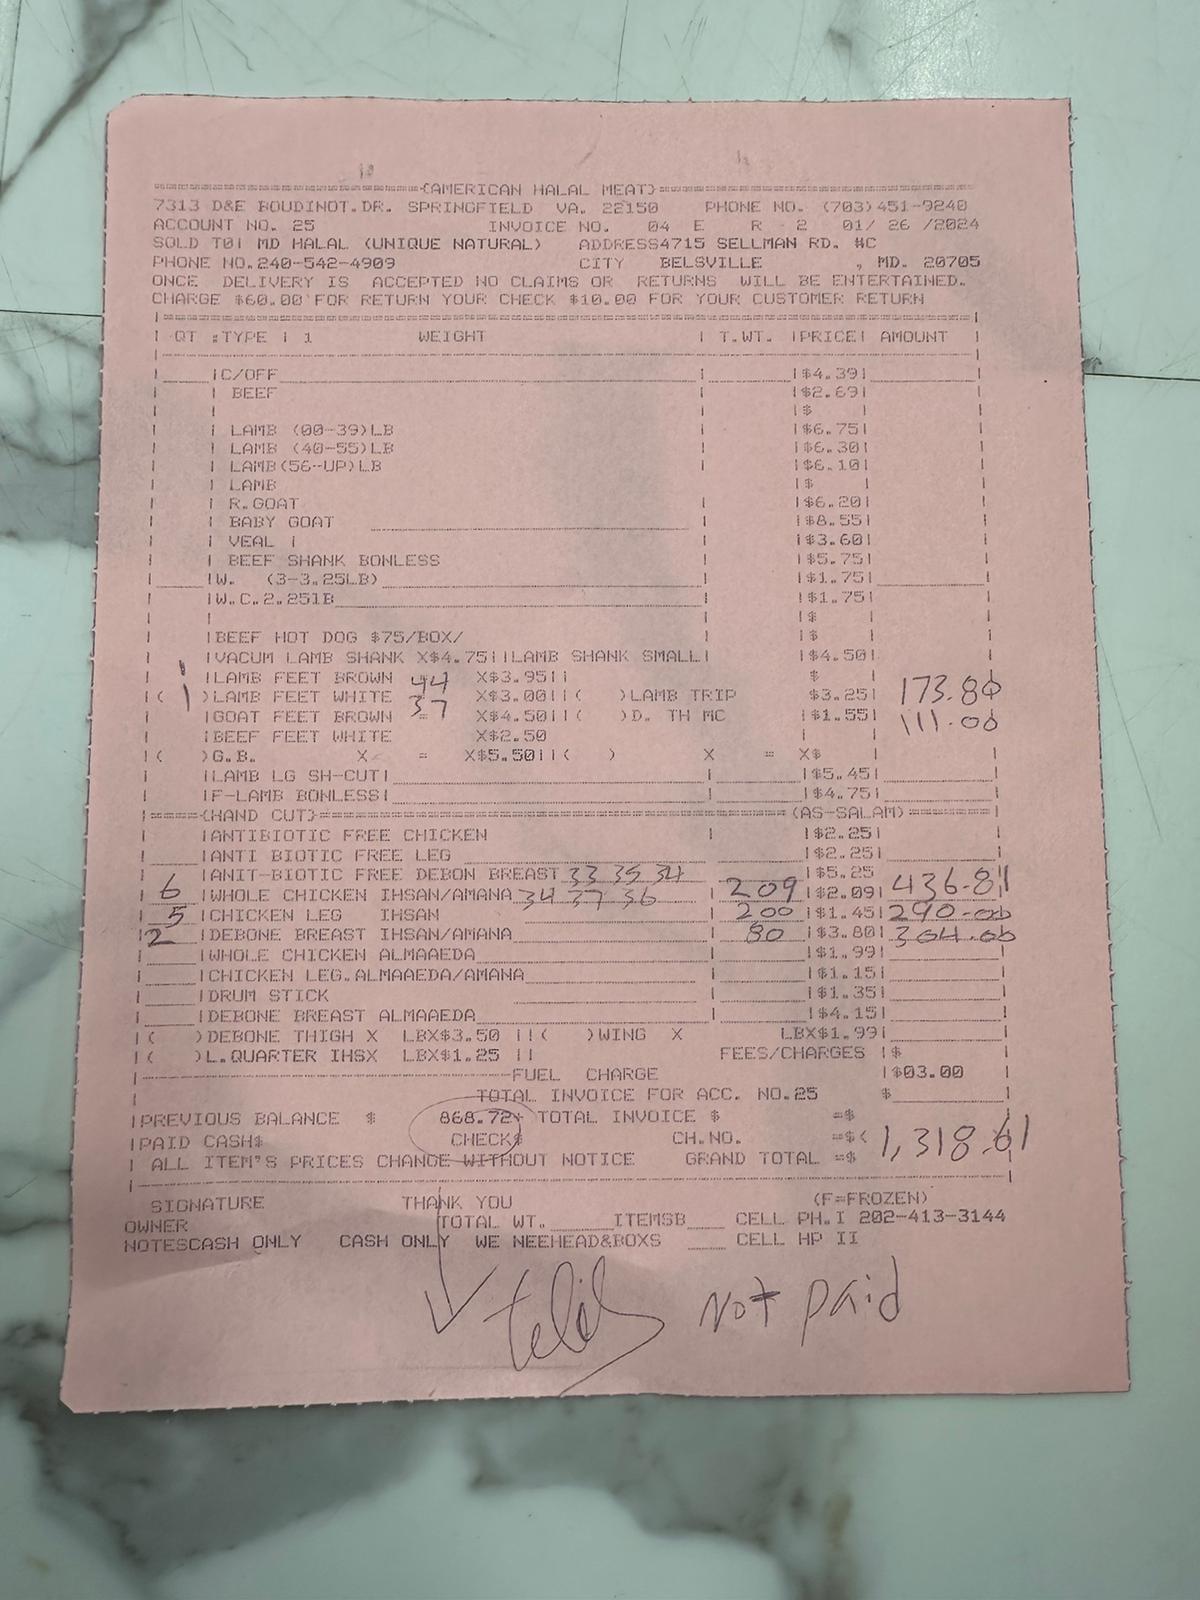 {AMERICAN HALAL MEAT}
7313 D&E BOUDINOT.DR. SPRINGFIELD VA. 22150 PHONE NO. (703)451-9240
ACCOUNT NO. 25 INVOICE NO. 04 E R 2 01/ 26 /2024
SOLD TO: MD HALAL (UNIQUE NATURAL) ADDRESS4715 SELLMAN RD. #C
PHONE NO.240-542-4909 CITY BELSVILLE , MD. 20705
ONCE DELIVERY IS ACCEPTED NO CLAIMS OR RETURNS WILL BE ENTERTAINED.
CHARGE $60.00 FOR RETURN YOUR CHECK $10.00 FOR YOUR CUSTOMER RETURN
QT :TYPE | 1 WEIGHT | T.WT. |PRICE| AMOUNT
|C/OFF |$4.39|
| BEEF |$2.69|
|$ |
| LAMB (00-39)LB |$6.75|
| LAMB (40-55)LB |$6.30|
| LAMB(56-UP)LB |$6.10|
| LAMB |$ |
| R.GOAT |$6.20|
| BABY GOAT |$8.55|
| VEAL | |$3.60|
| BEEF SHANK BONLESS |$5.75|
|W. (3-3.25LB) |$1.75|
|W.C.2.25lB |$1.75|
|$ |
|BEEF HOT DOG $75/BOX/ |$ |
|VACUM LAMB SHANK X$4.75||LAMB SHANK SMALL| |$4.50|
1 |LAMB FEET BROWN 44 X$3.95|| $ | 173.80
|( 1 )LAMB FEET WHITE 37 X$3.00||( )LAMB TRIP |$3.25| 111.00
|GOAT FEET BROWN = X$4.50||( )D. TH MC |$1.55|
|BEEF FEET WHITE X$2.50
|( )G.B. X = X$5.50||( ) X = X$
|LAMB LG SH-CUT| |$5.45|
|F-LAMB BONLESS| |$4.75|
{HAND CUT} (AS-SALAM)
|ANTIBIOTIC FREE CHICKEN |$2.25|
|ANTI BIOTIC FREE LEG |$2.25|
|ANIT-BIOTIC FREE DEBON BREAST 33 35 34 |$5.25
6 |WHOLE CHICKEN IHSAN/AMANA 34 37 36 209 |$2.09| 436.81
5 |CHICKEN LEG IHSAN 200 |$1.45| 290.00
2 |DEBONE BREAST IHSAN/AMANA 80 |$3.80| 304.00
|WHOLE CHICKEN ALMAAEDA |$1.99|
|CHICKEN LEG.ALMAAEDA/AMANA |$1.15|
|DRUM STICK |$1.35|
|DEBONE BREAST ALMAAEDA |$4.15|
|( )DEBONE THIGH X LBX$3.50 ||( )WING X LBX$1.99|
|( )L.QUARTER IHSX LBX$1.25 || FEES/CHARGES |$
FUEL CHARGE |$03.00
TOTAL INVOICE FOR ACC. NO.25 $
|PREVIOUS BALANCE $ 868.72+ TOTAL INVOICE $ =$
|PAID CASH$ CHECK$ CH.NO. =$<
| ALL ITEM'S PRICES CHANGE WITHOUT NOTICE GRAND TOTAL =$ 1,318.61
SIGNATURE THANK YOU (F=FROZEN)
OWNER TOTAL WT. ITEMSB CELL PH.I 202-413-3144
NOTESCASH ONLY CASH ONLY WE NEEHEAD&BOXS CELL HP II
Not paid